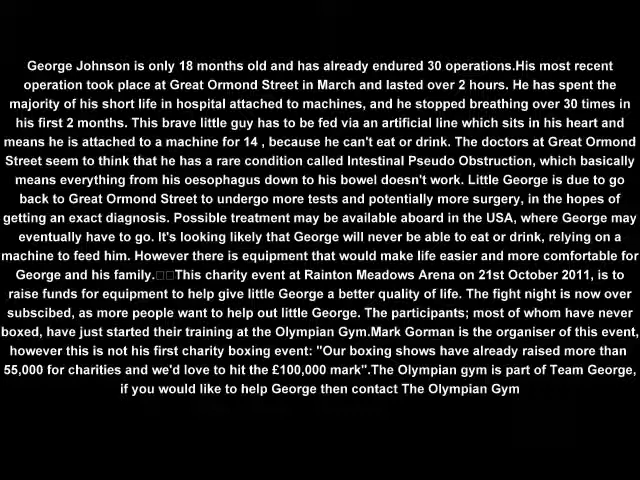 George Johnson is only 18 months old and has already endured 30 operations.His most recent
operation took place at Great Ormond Street in March and lasted over 2 hours. He has spent the
majority of his short life in hospital attached to machines, and he stopped breathing over 30 times in
his first 2 months. This brave little guy has to be fed via an artificial line which sits in his heart and
means he is attached to a machine for 14 , because he can't eat or drink. The doctors at Great Ormond
Street seem to think that he has a rare condition called Intestinal Pseudo Obstruction, which basically
means everything from his oesophagus down to his bowel doesn't work. Little George is due to go
back to Great Ormond Street to undergo more tests and potentially more surgery, in the hopes of
getting an exact diagnosis. Possible treatment may be available aboard in the USA, where George may
eventually have to go. It's looking likely that George will never be able to eat or drink, relying on a
machine to feed him. However there is equipment that would make life easier and more comfortable for
George and his family.□□This charity event at Rainton Meadows Arena on 21st October 2011, is to
raise funds for equipment to help give little George a better quality of life. The fight night is now over
subscibed, as more people want to help out little George. The participants; most of whom have never
boxed, have just started their training at the Olympian Gym.Mark Gorman is the organiser of this event,
however this is not his first charity boxing event: "Our boxing shows have already raised more than
55,000 for charities and we'd love to hit the £100,000 mark".The Olympian gym is part of Team George,
if you would like to help George then contact The Olympian Gym